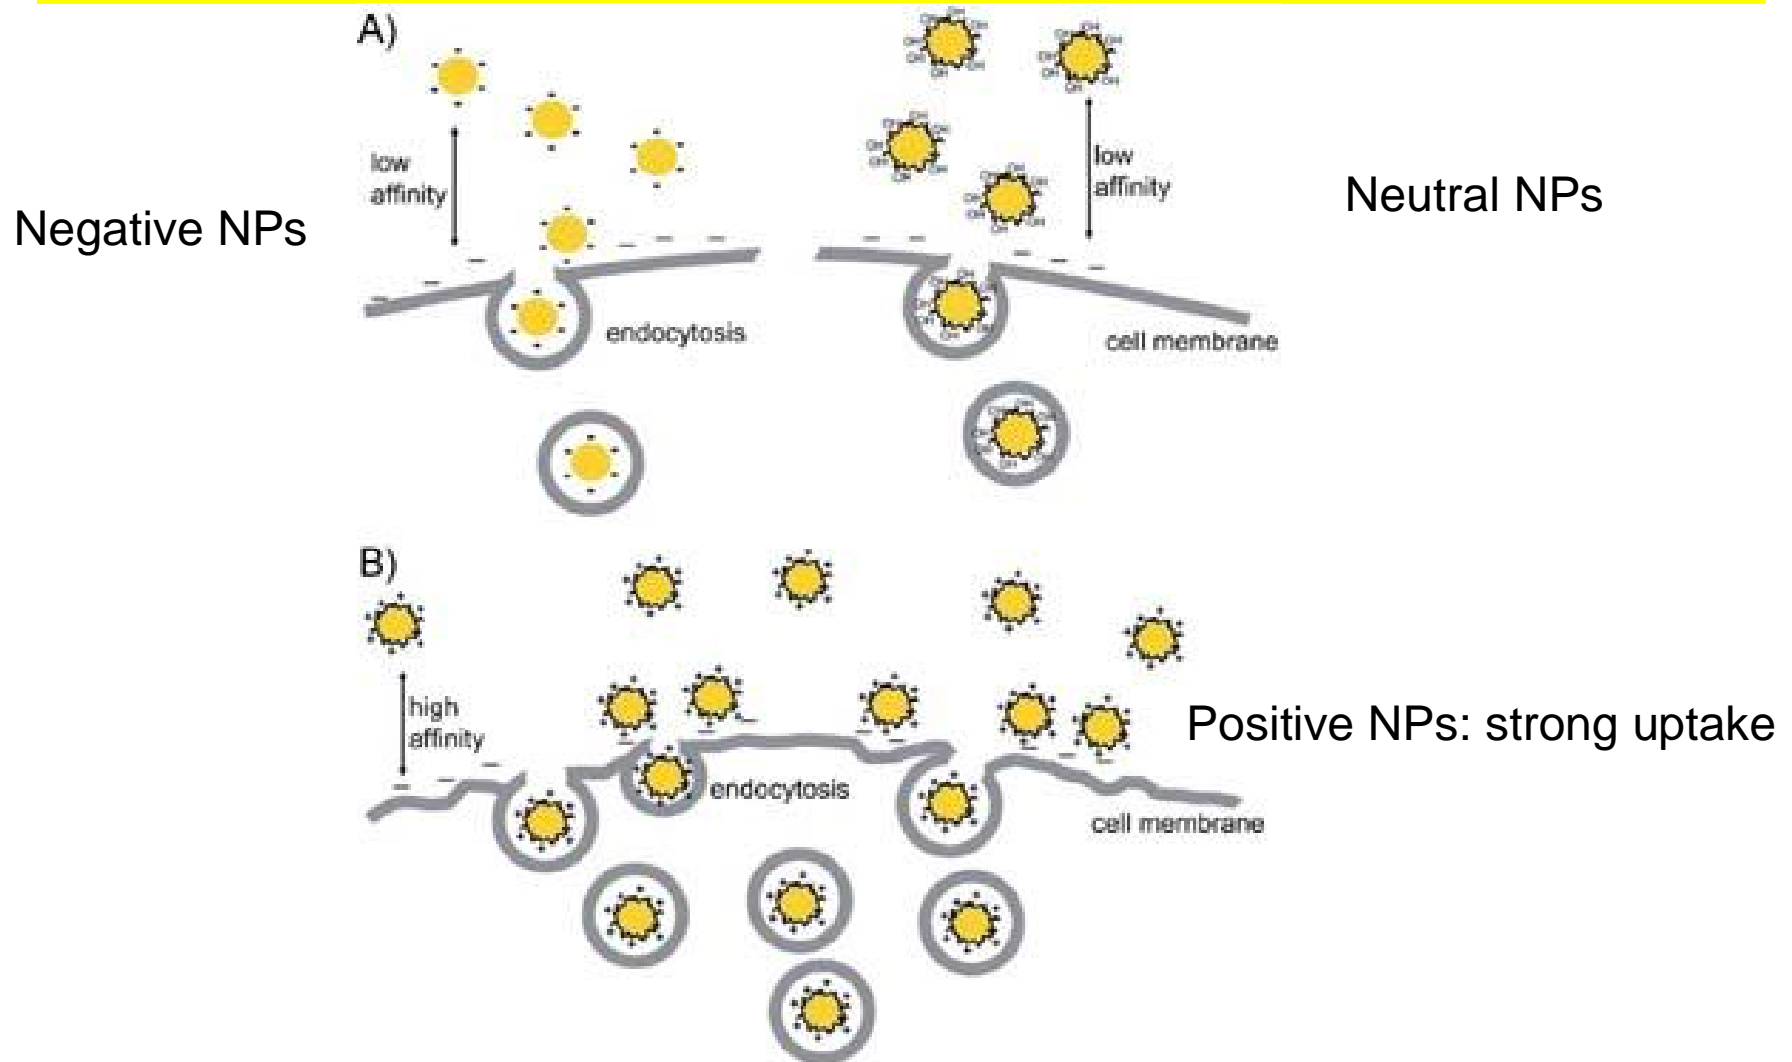 A)
low
affinity
low
affinity
Negative NPs
Neutral NPs
endocytosis
cell membrane
B)
high
affinity
Positive NPs: strong uptake
endocytosis
cell membrane